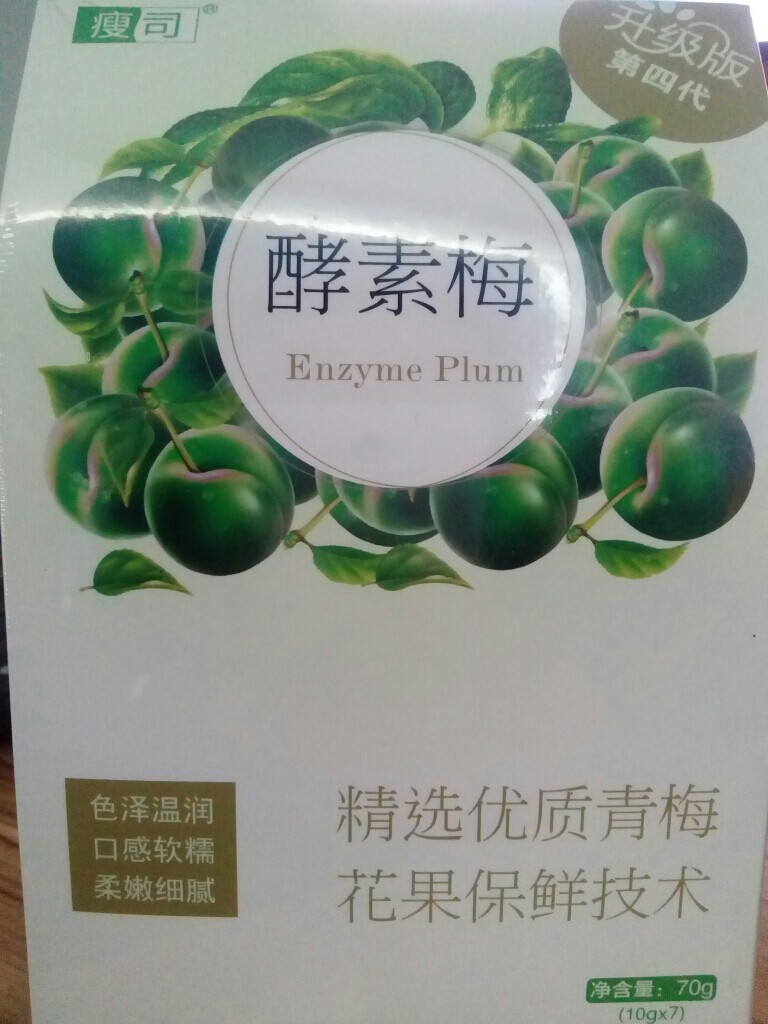 瘦司®
升级版
第四代
酵素梅
Enzyme Plum
色泽温润
口感软糯
柔嫩细腻
精选优质青梅
花果保鲜技术
净含量：70g
(10g×7)